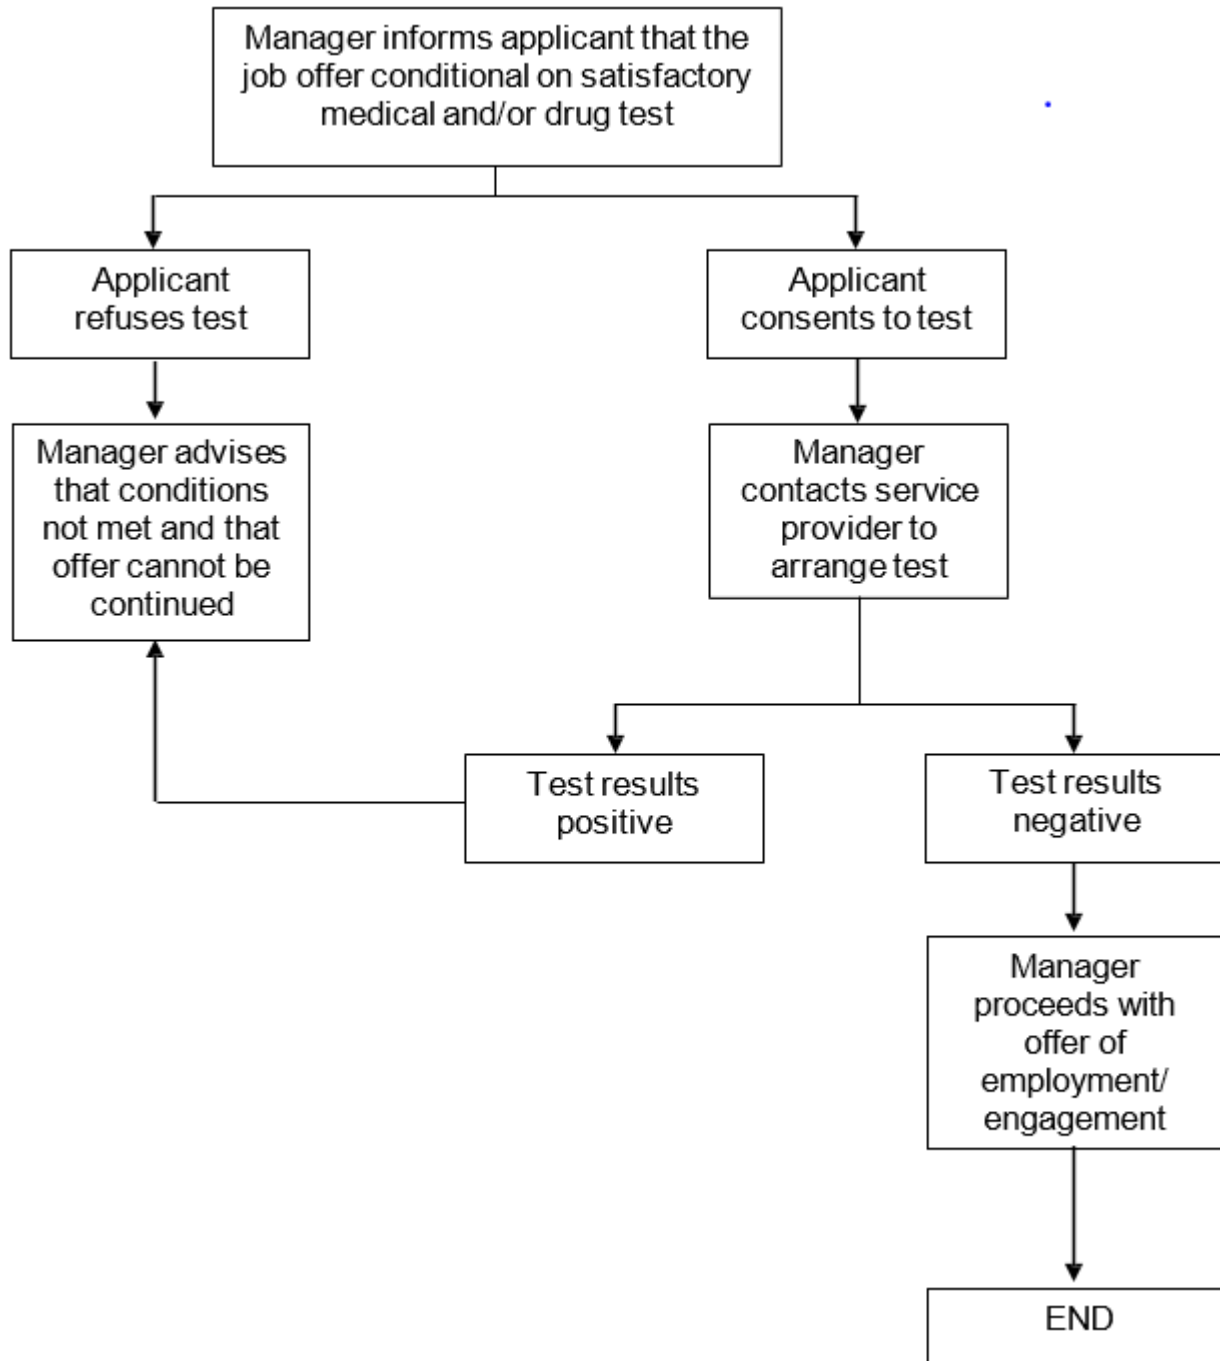 Manager informs applicant that the
job offer conditional on satisfactory
medical and/or drug test
Applicant
refuses test
Applicant
consents to test
Manager advises
that conditions
not met and that
offer cannot be
continued
Manager
contacts service
provider to
arrange test
Test results
positive
Test results
negative
Manager
proceeds with
offer of
employment/
engagement
END